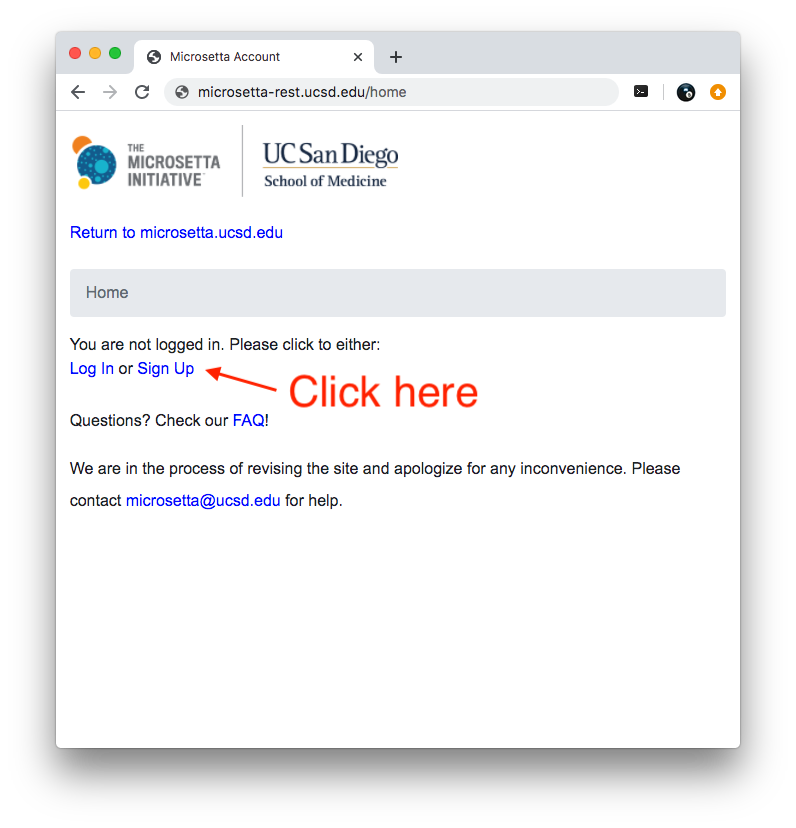 Microsetta Account
microsetta-rest.ucsd.edu/home
THE
MICROSETTA
INITIATIVE
UC San Diego
School of Medicine
Return to microsetta.ucsd.edu
Home
You are not logged in. Please click to either:
Log In or Sign Up
Click here
Questions? Check our FAQ!
We are in the process of revising the site and apologize for any inconvenience. Please
contact microsetta@ucsd.edu for help.